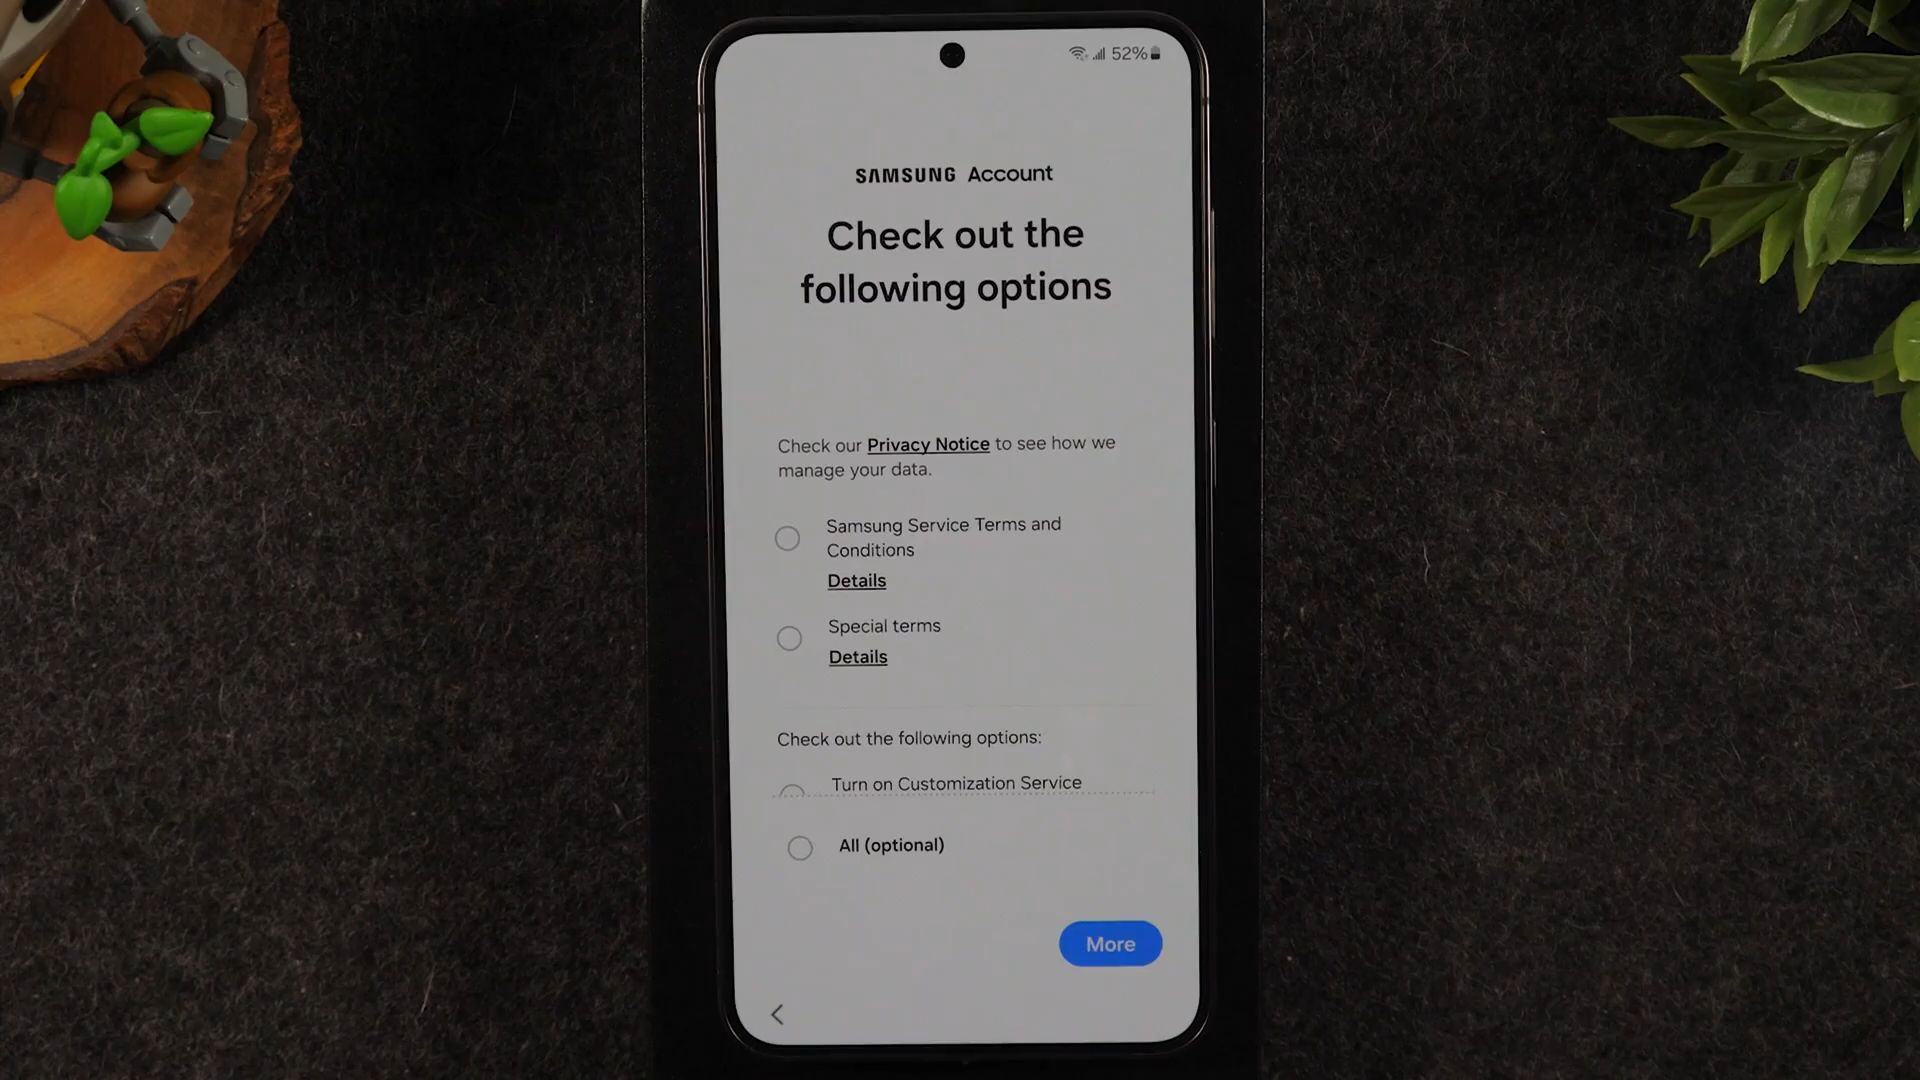 52%
SAMSUNG Account
Check out the
following options
Check our Privacy Notice to see how we
manage your data.
Samsung Service Terms and
Conditions
Details
Special terms
Details
Check out the following options:
Turn on Customization Service
All (optional)
More